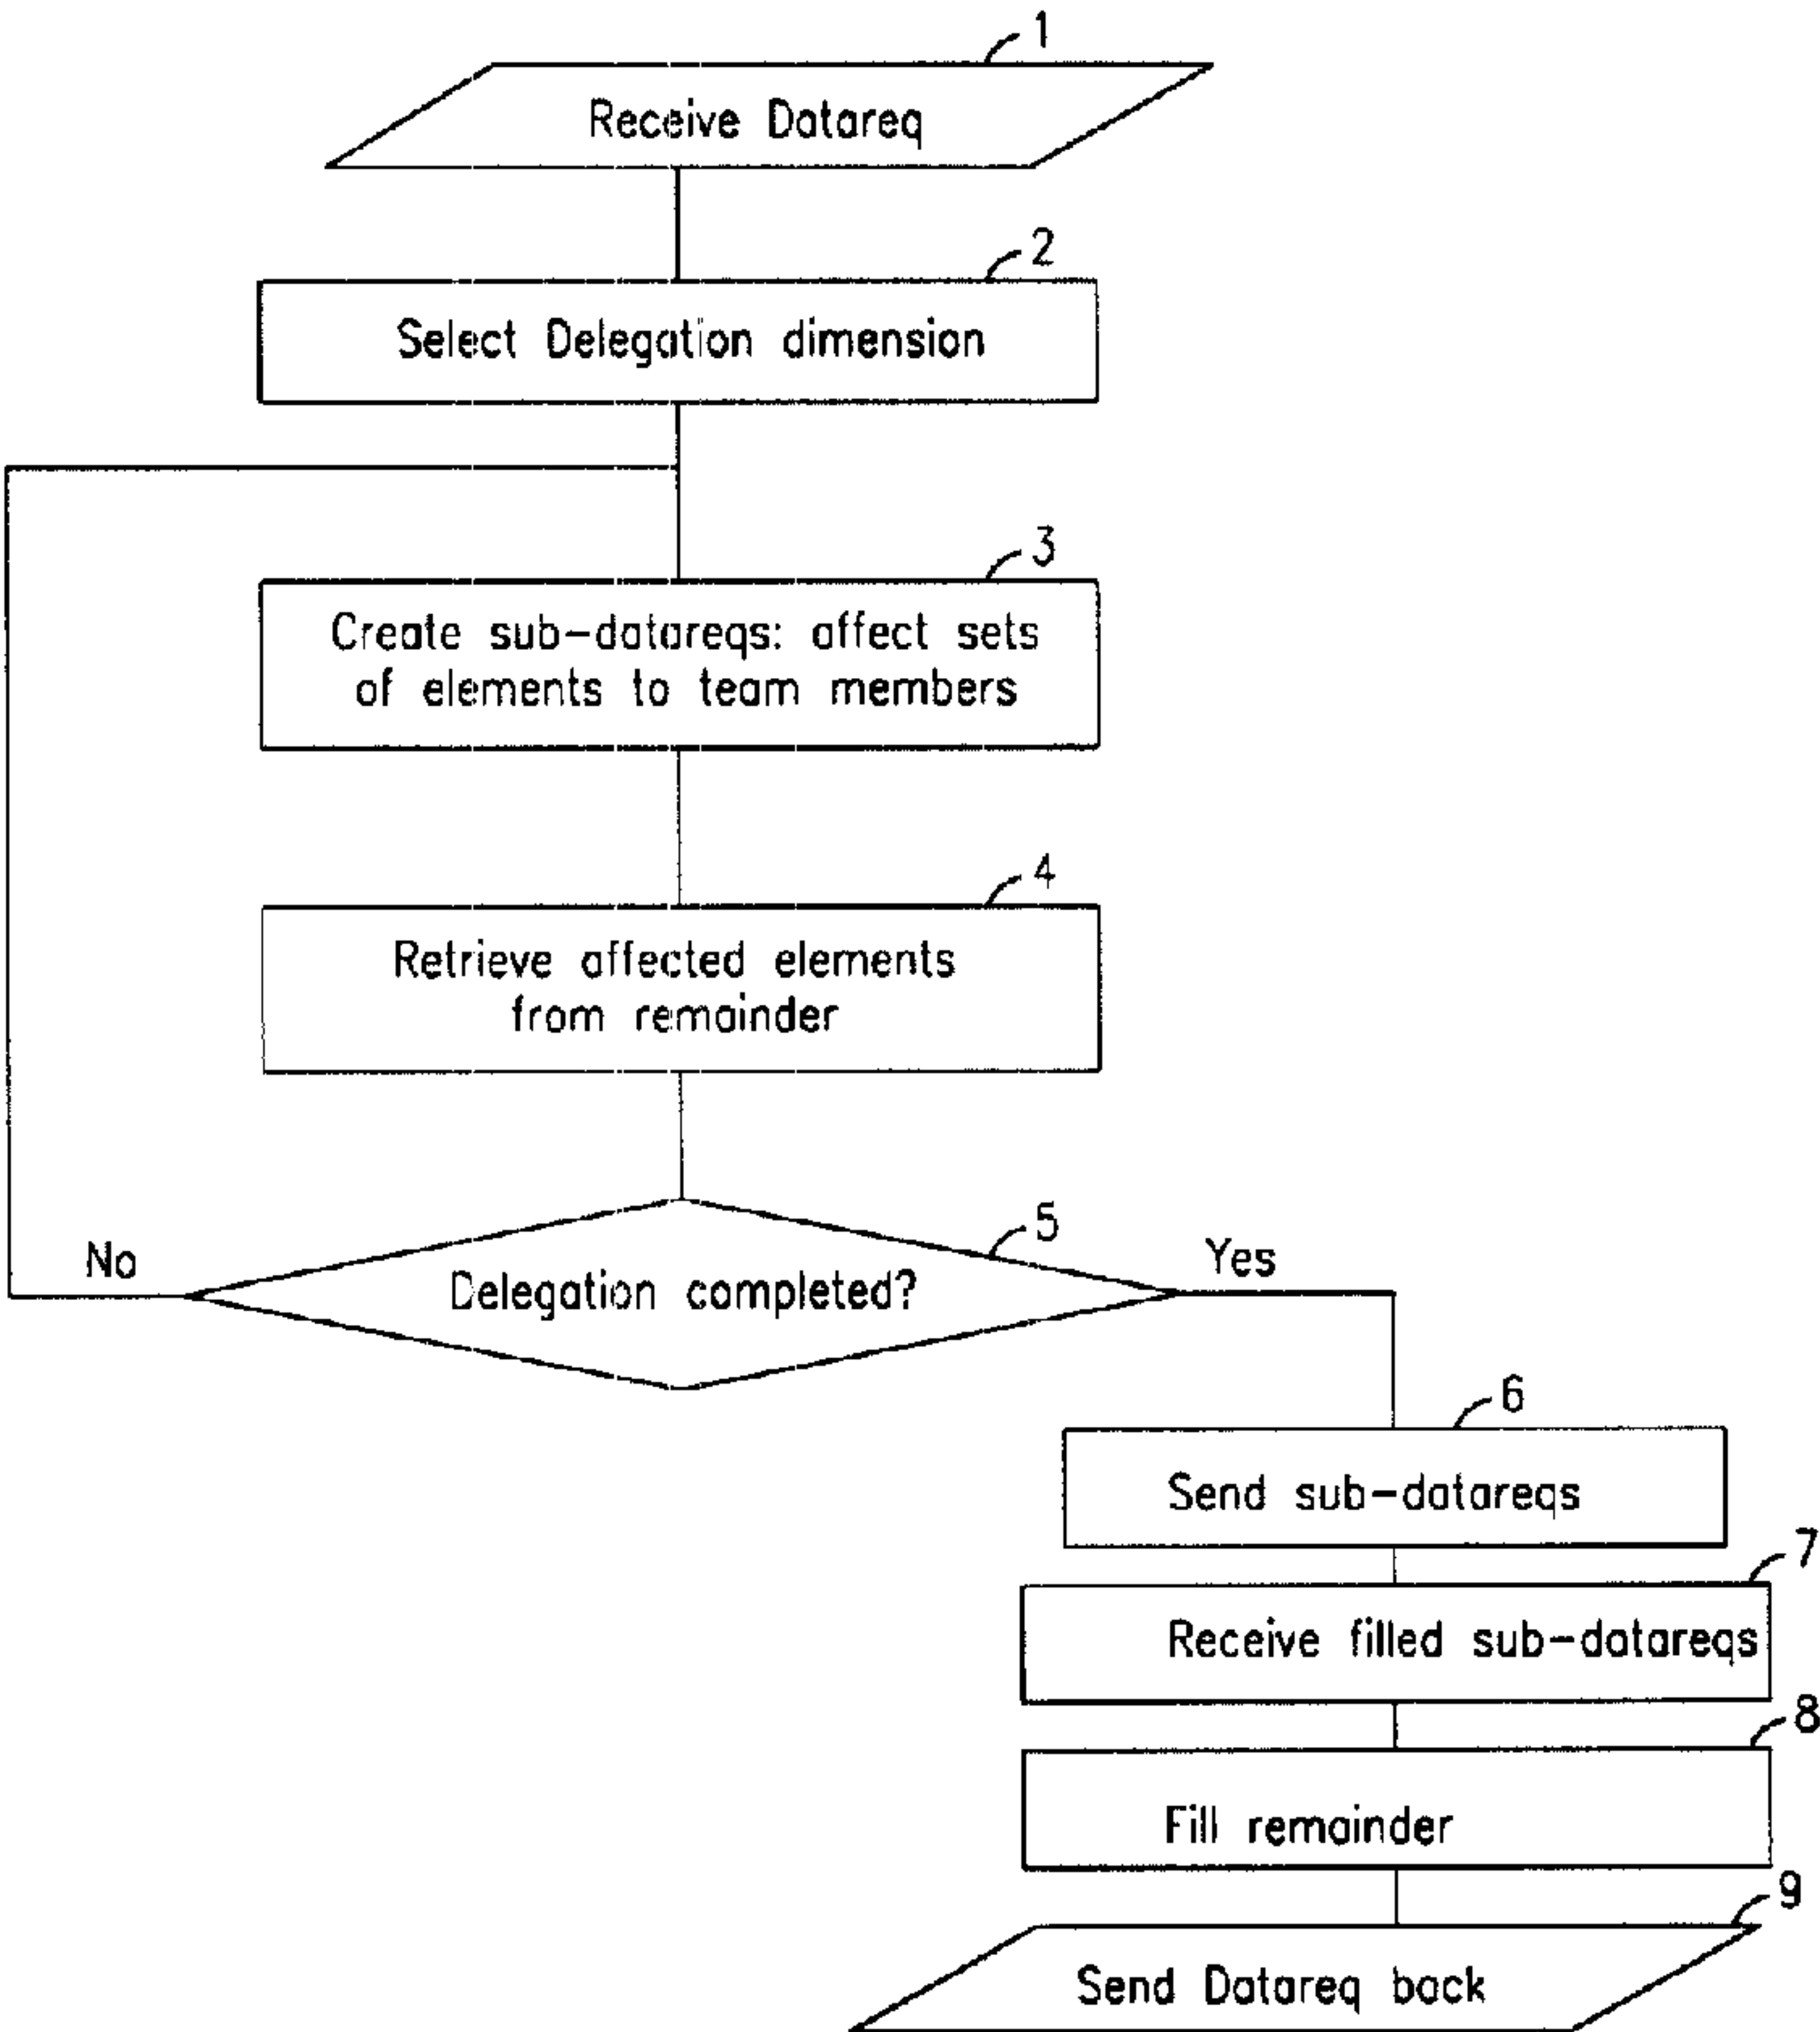 1
Receive Datareq
2
Select Delegation dimension
3
Create sub-datareqs: affect sets
of elements to team members
4
Retrieve affected elements
from remainder
5
No
Yes
Delegation completed?
6
Send sub-datareqs
7
Receive filled sub-datareqs
8
Fill remainder
9
Send Datareq back